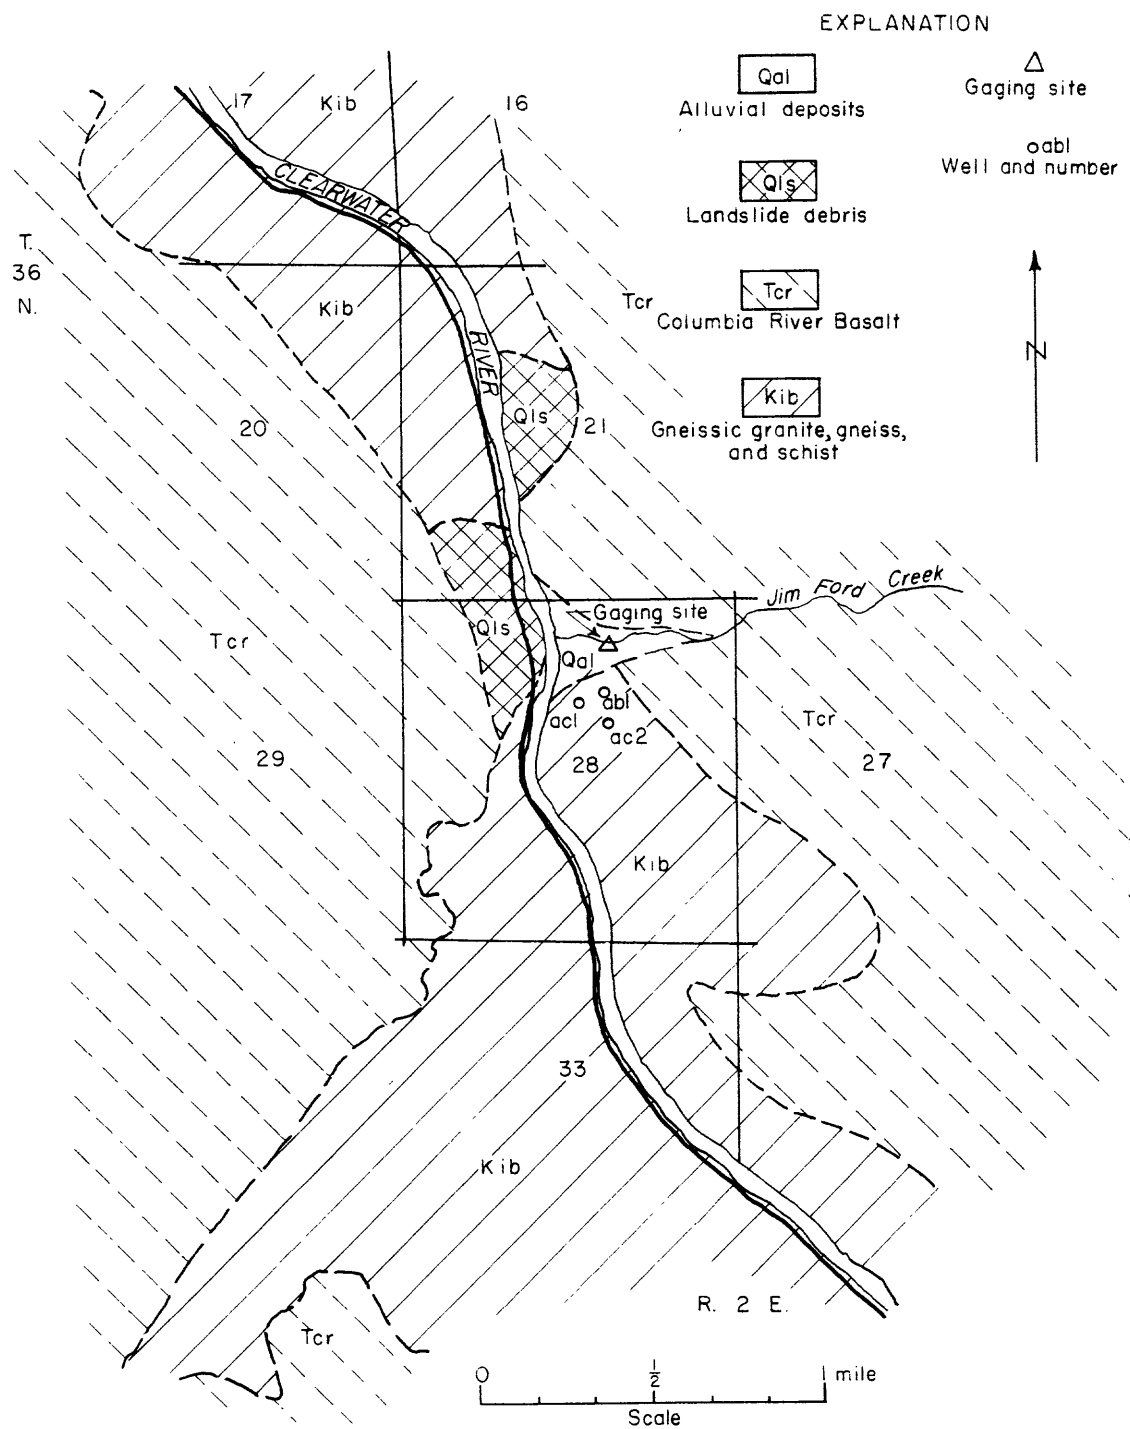 EXPLANATION
Qal
Alluvial deposits
Qls
Landslide debris
Tcr
Columbia River Basalt
Kib
Gneissic granite, gneiss,
and schist
Gaging site
ab1
Well and number
N
17
Kib
16
CLEARWATER
RIVER
T.
36
N.
Kib
Tcr
20
Qls
21
Jim Ford Creek
Gaging site
Tcr
Qls
Qal
ab1
ac1
ac2
Tcr
29
28
27
Kib
33
Kib
R. 2 E.
Tcr
0 1/2 1 mile
Scale